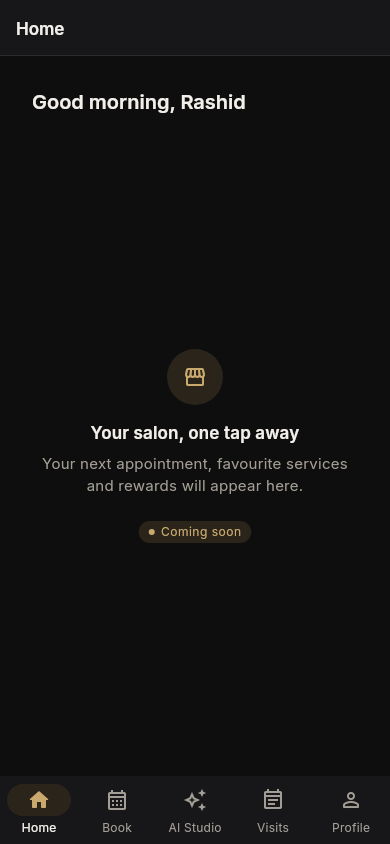 Home
Good morning, Rashid
Your salon, one tap away
Your next appointment, favourite services
and rewards will appear here.
Coming soon
Home
Book
AI Studio
Visits
Profile